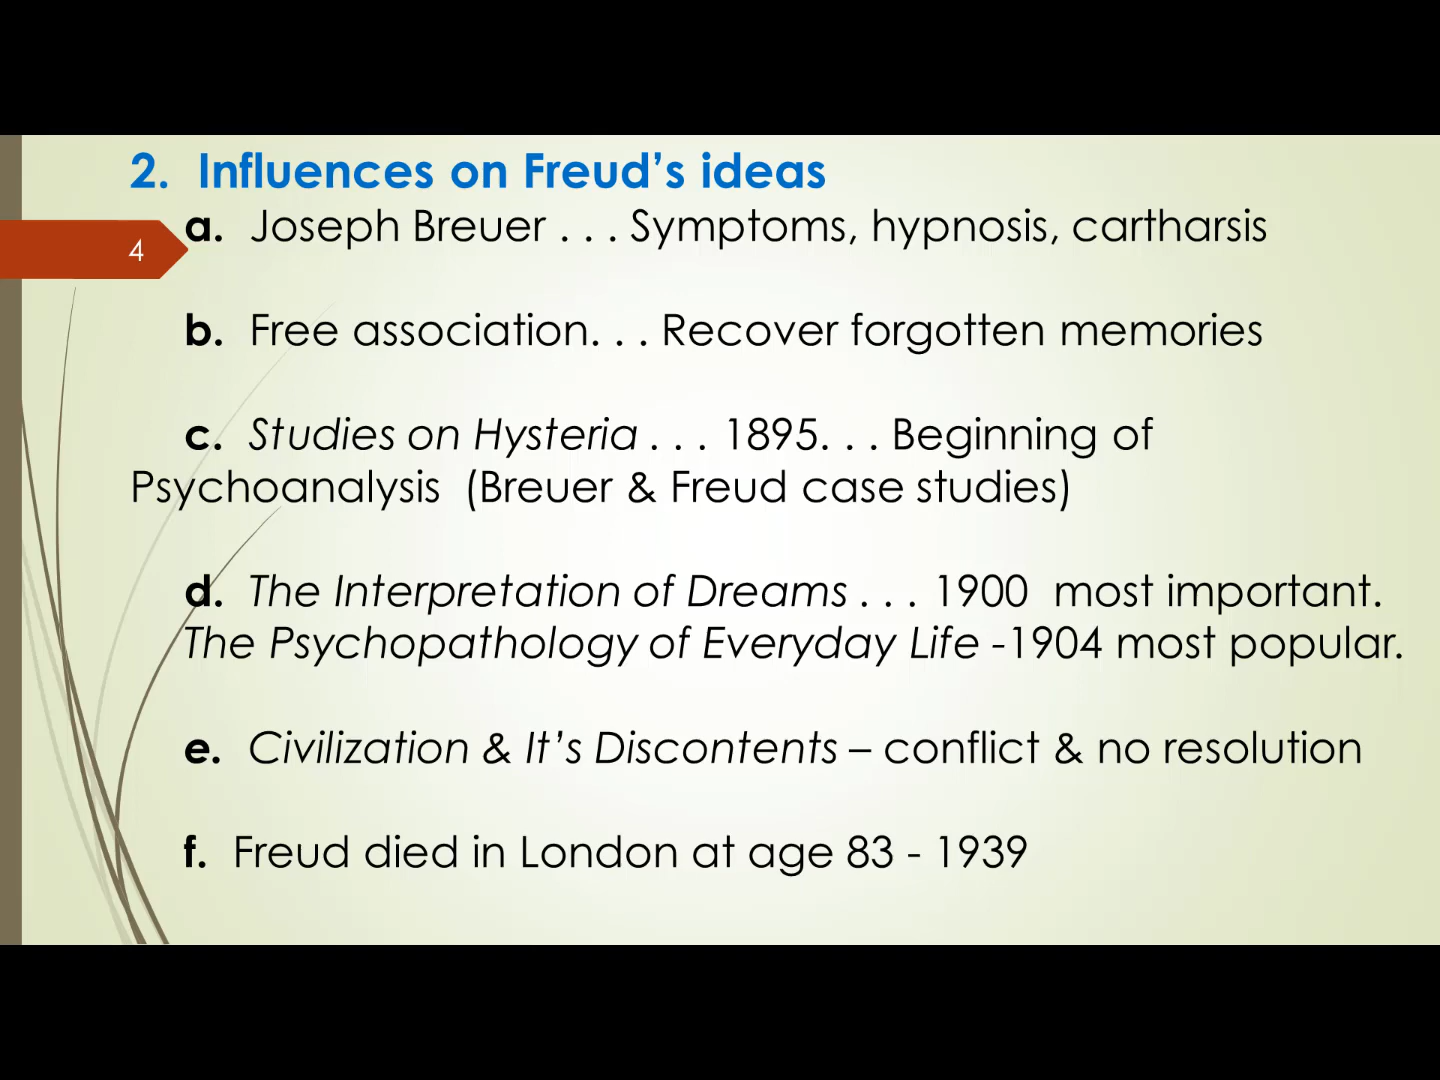 2. Influences on Freud’s ideas
a. Joseph Breuer . . . Symptoms, hypnosis, cartharsis
4
b. Free association. . . Recover forgotten memories
c. Studies on Hysteria . . . 1895. . . Beginning of
Psychoanalysis (Breuer & Freud case studies)
d. The Interpretation of Dreams . . . 1900 most important.
The Psychopathology of Everyday Life -1904 most popular.
e. Civilization & It’s Discontents – conflict & no resolution
f. Freud died in London at age 83 - 1939